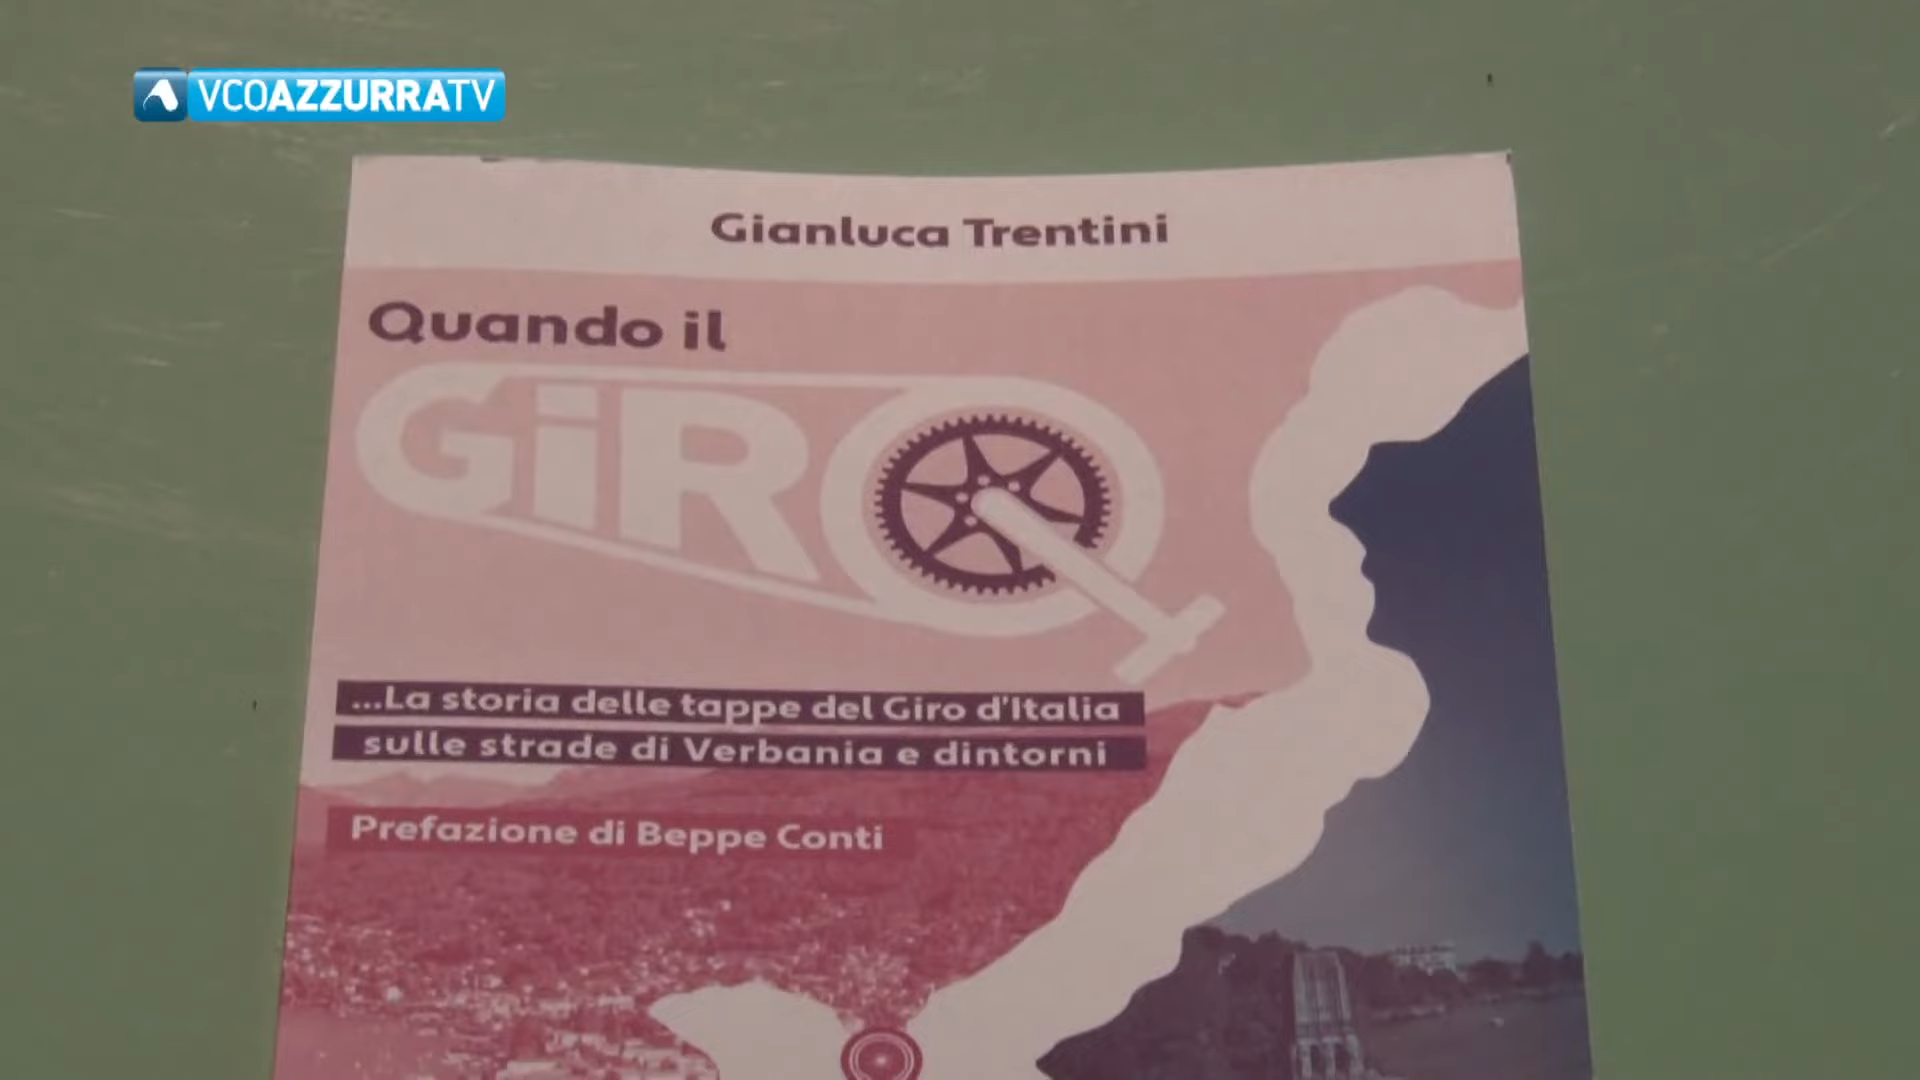 VCOAZZURRATV
Gianluca Trentini
Quando il
GiRO
...La storia delle tappe del Giro d'Italia
sulle strade di Verbania e dintorni
Prefazione di Beppe Conti